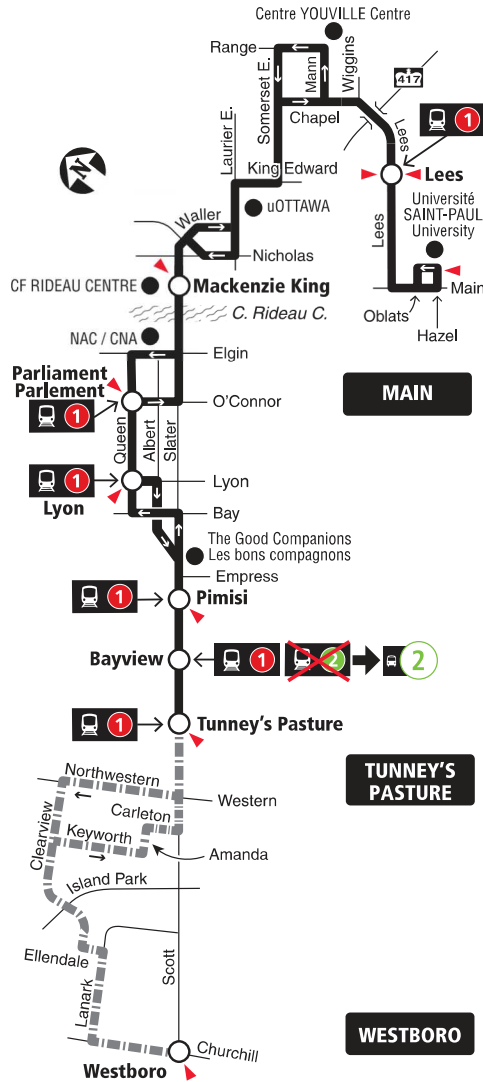 Centre YOUVILLE Centre
Range
Mann
Wiggins
417
Somerset E.
Chapel
Lees
1
Lees
Laurier E.
King Edward
Lees
Université
SAINT-PAUL
University
N
Waller
uOTTAWA
Nicholas
Main
Oblats
Hazel
CF RIDEAU CENTRE
Mackenzie King
C. Rideau C.
NAC / CNA
Elgin
Parliament
Parlement
1
O'Connor
MAIN
Queen
Albert
Slater
1
Lyon
Lyon
Bay
The Good Companions
Les bons compagnons
Empress
1
Pimisi
Bayview
1
2
2
1
Tunney's Pasture
Northwestern
Western
TUNNEY'S
PASTURE
Carleton
Clearview
Keyworth
Amanda
Island Park
Ellendale
Scott
Lanark
Churchill
Westboro
WESTBORO